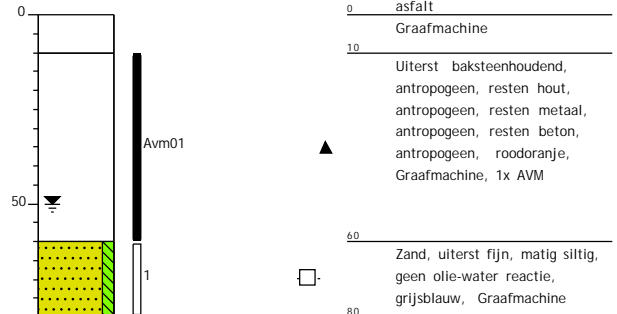 0
0 asfalt
Graafmachine
10
Uiterst baksteenhoudend,
antropogeen, resten hout,
antropogeen, resten metaal,
antropogeen, resten beton,
antropogeen, roodoranje,
Graafmachine, 1x AVM
Avm01
50
60
Zand, uiterst fijn, matig siltig,
geen olie-water reactie,
grijsblauw, Graafmachine
1
80